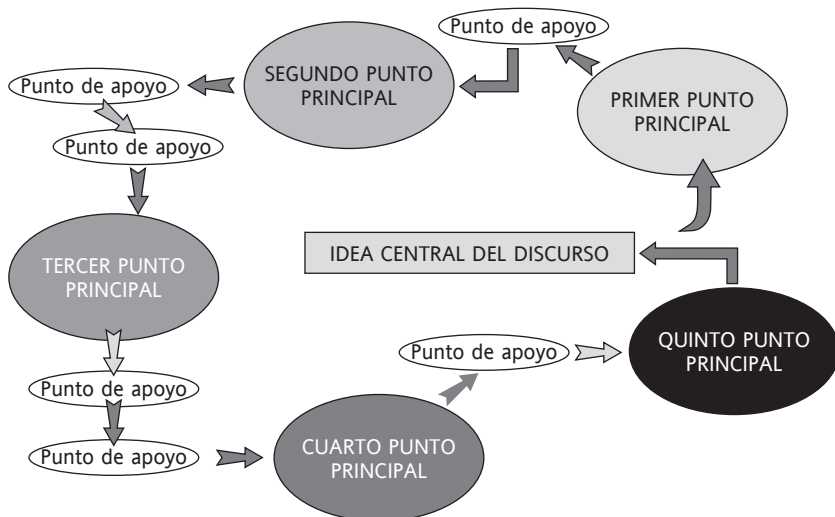 Punto de apoyo
SEGUNDO PUNTO
PRINCIPAL
PRIMER PUNTO
PRINCIPAL
Punto de apoyo
Punto de apoyo
TERCER PUNTO
PRINCIPAL
IDEA CENTRAL DEL DISCURSO
QUINTO PUNTO
PRINCIPAL
Punto de apoyo
Punto de apoyo
Punto de apoyo
CUARTO PUNTO
PRINCIPAL